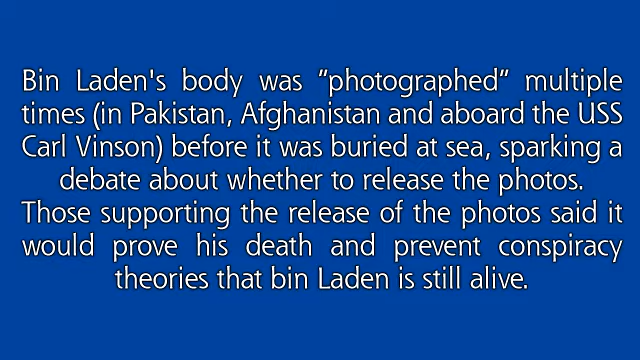 Bin Laden's body was “photographed“ multiple
times (in Pakistan, Afghanistan and aboard the USS
Carl Vinson) before it was buried at sea, sparking a
debate about whether to release the photos.
Those supporting the release of the photos said it
would prove his death and prevent conspiracy
theories that bin Laden is still alive.